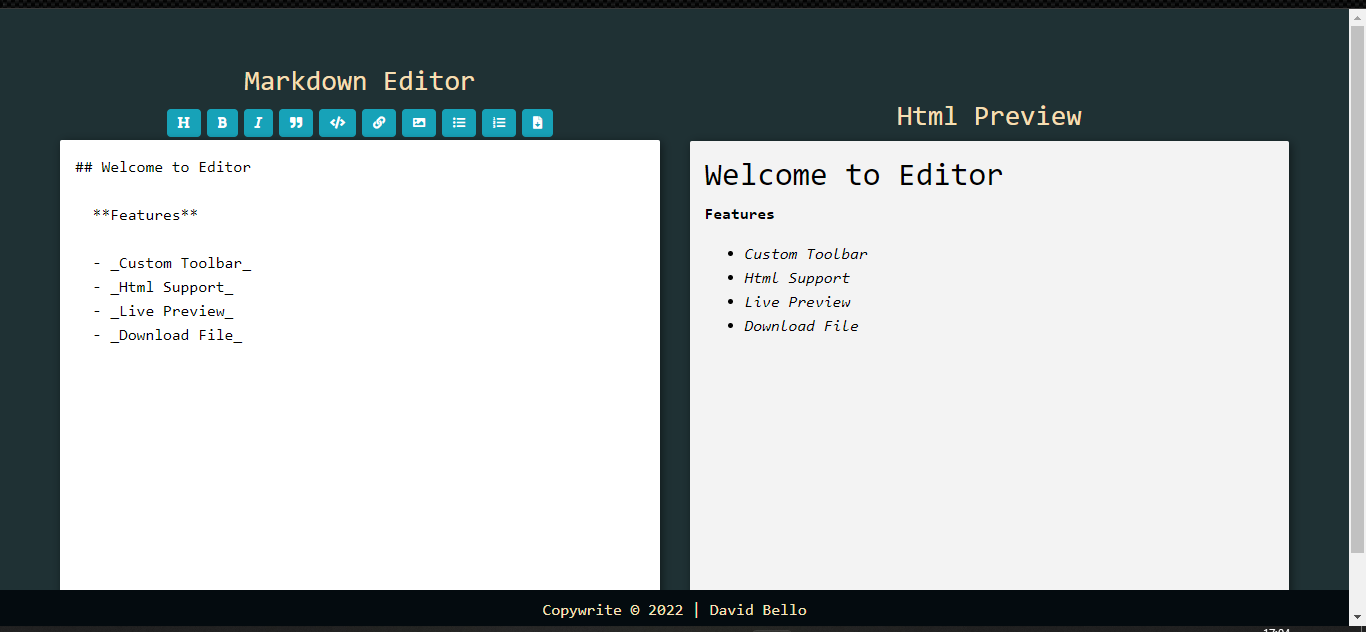 Markdown Editor
H B I
## Welcome to Editor
**Features**
- _Custom Toolbar_
- _Html Support_
- _Live Preview_
- _Download File_
Html Preview
Welcome to Editor
Features
• Custom Toolbar
• Html Support
• Live Preview
• Download File
Copywrite © 2022 | David Bello